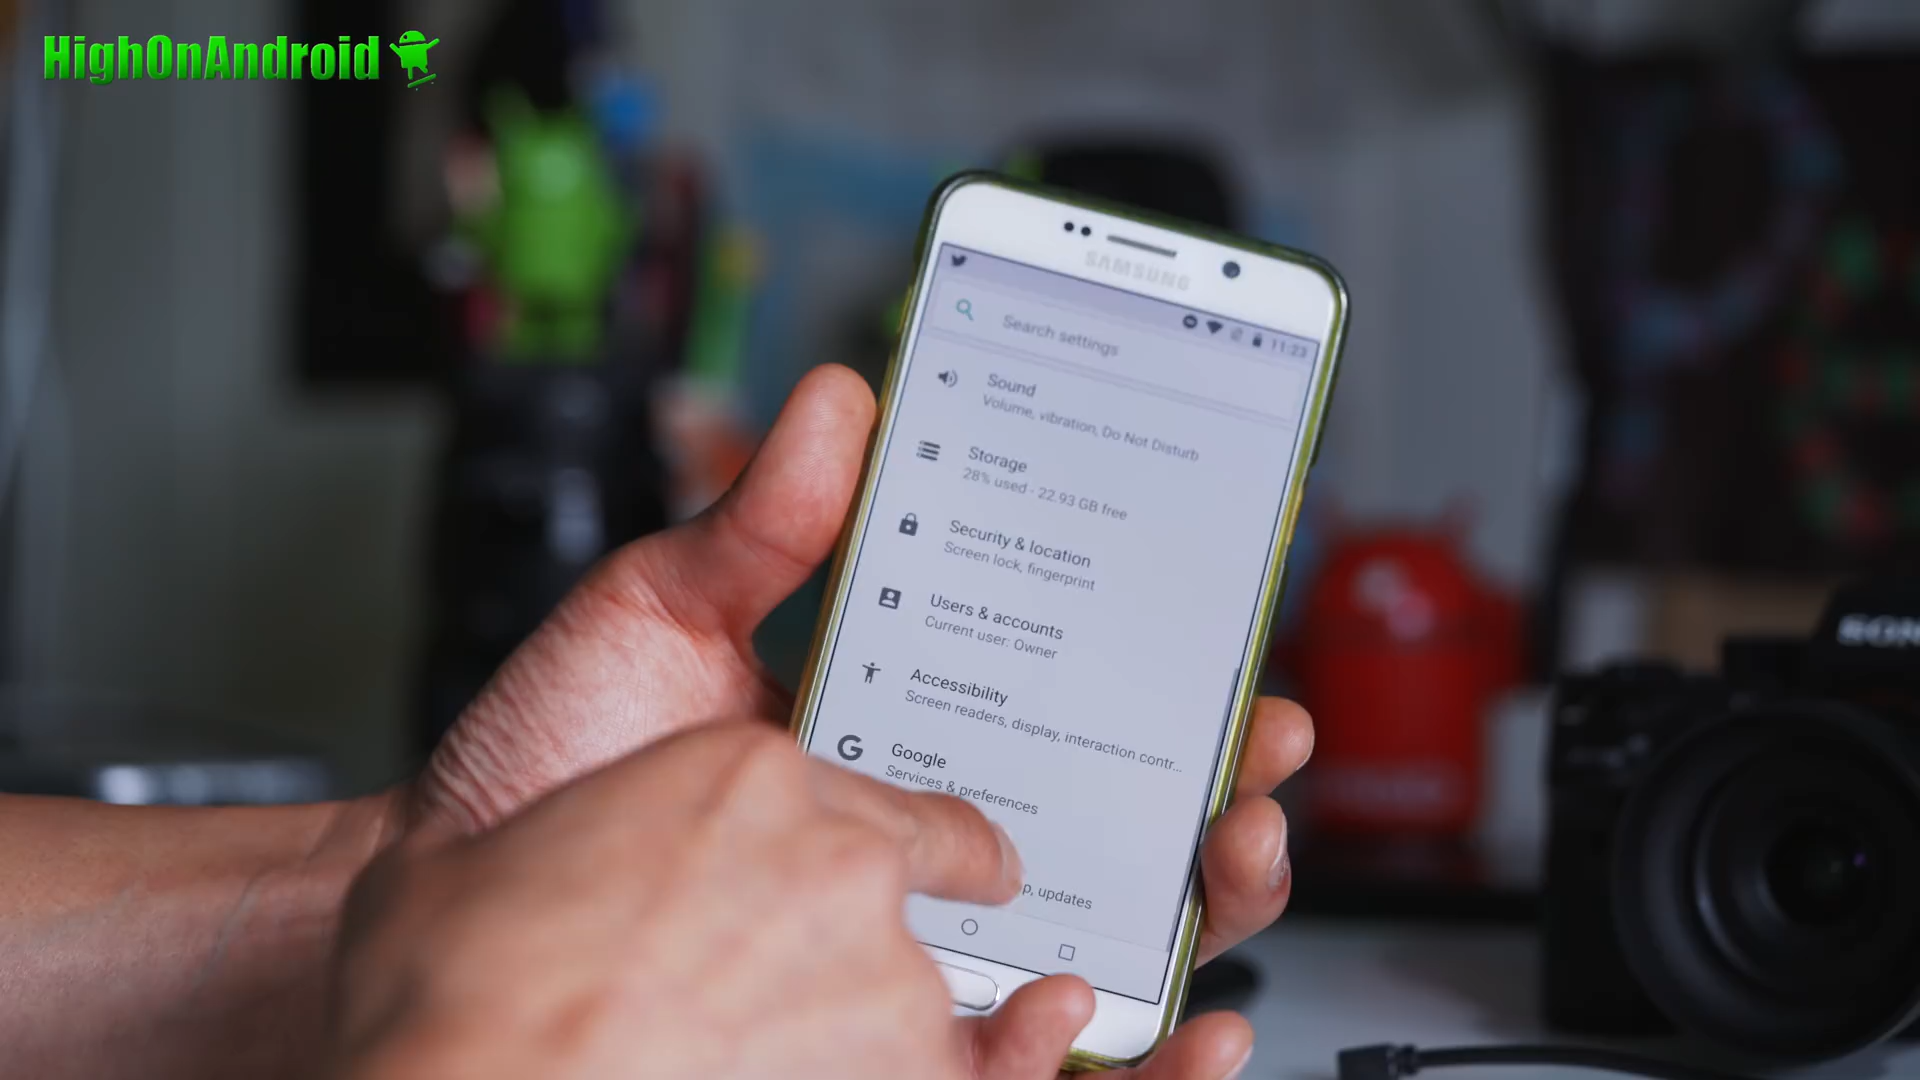 HighOnAndroid
SAMSUNG
11:23
Search settings
Sound
Volume, vibration, Do Not Disturb
Storage
28% used - 22.93 GB free
Security & location
Screen lock, fingerprint
Users & accounts
Current user: Owner
Accessibility
Screen readers, display, interaction contr...
Google
Services & preferences
updates